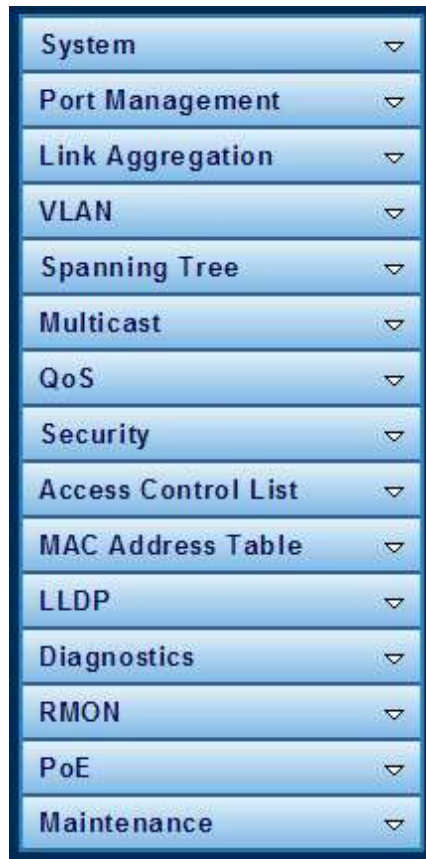 System
Port Management
Link Aggregation
VLAN
Spanning Tree
Multicast
QoS
Security
Access Control List
MAC Address Table
LLDP
Diagnostics
RMON
PoE
Maintenance